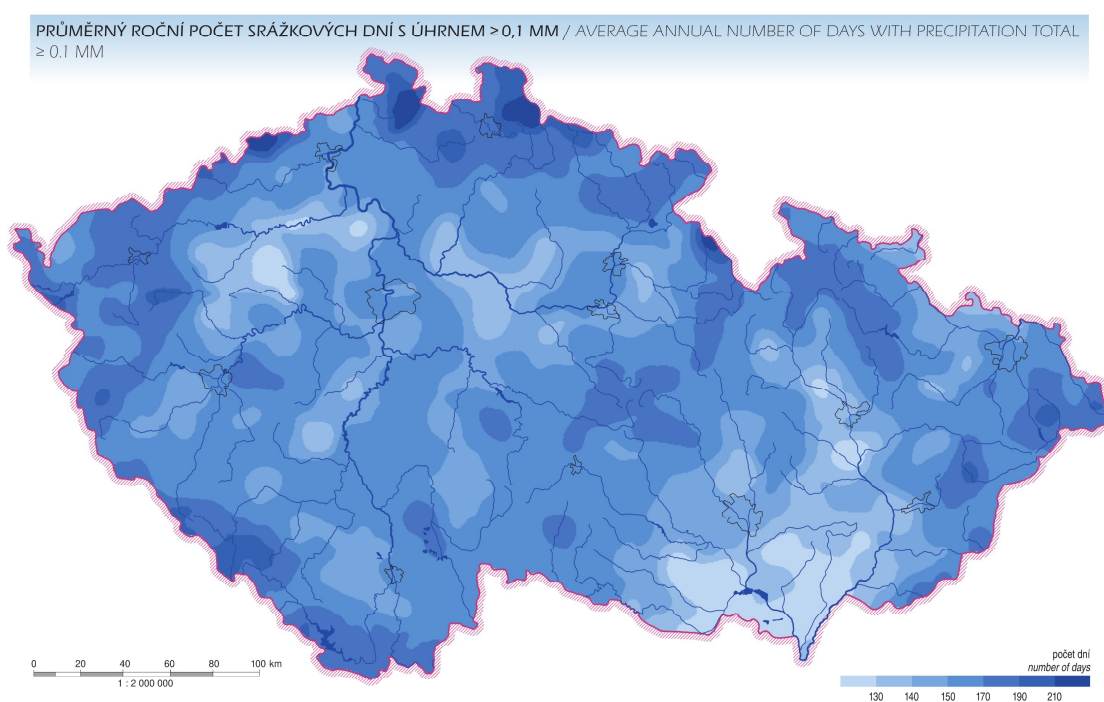 PRŮMĚRNÝ ROČNÍ POČET SRÁŽKOVÝCH DNÍ S ÚHRNEM > 0,1 MM / AVERAGE ANNUAL NUMBER OF DAYS WITH PRECIPITATION TOTAL
≥ 0.1 MM
0 20 40 60 80 100 km
1 : 2 000 000
počet dní
number of days
130 140 150 170 190 210